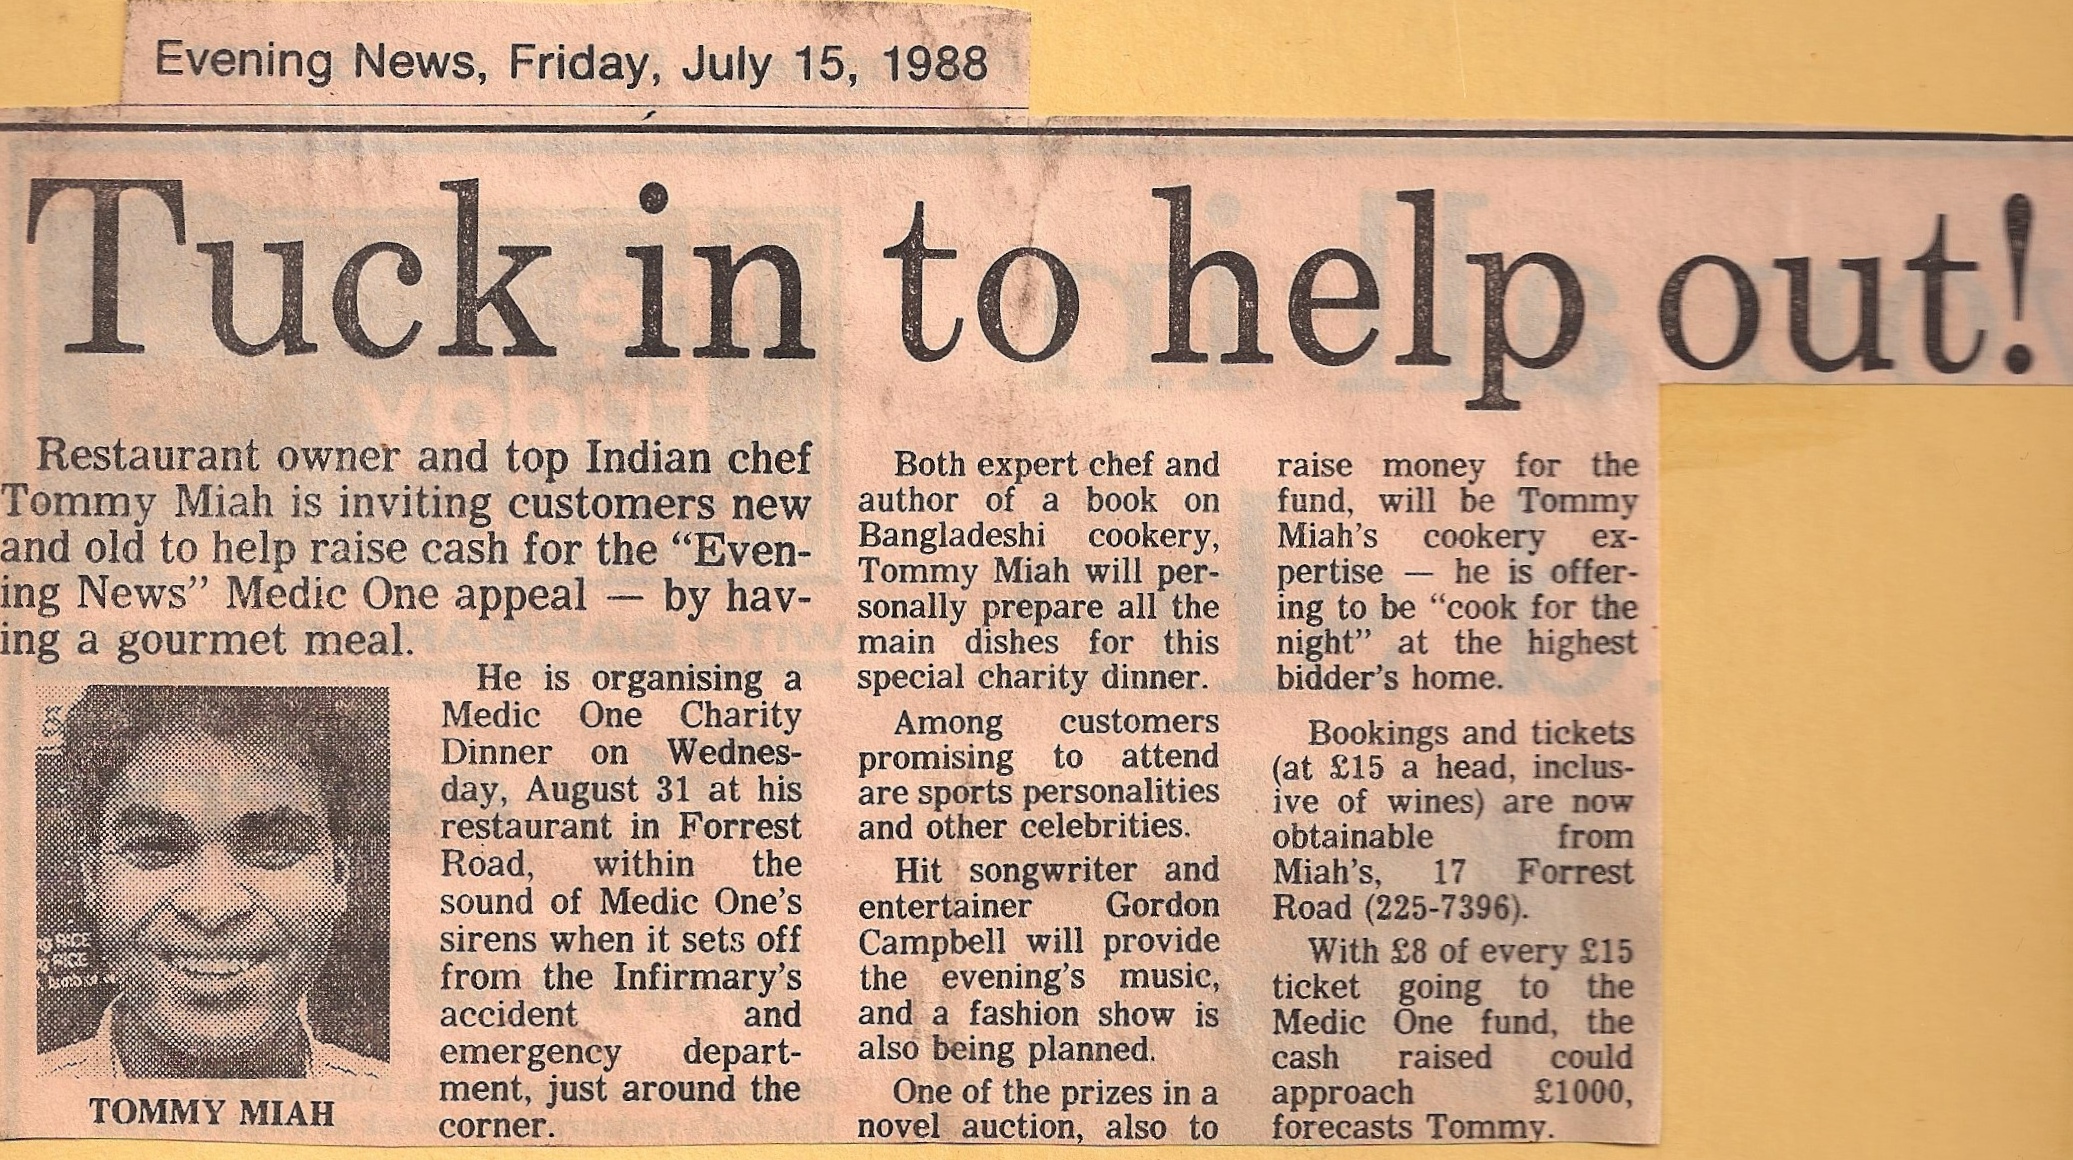 Evening News, Friday, July 15, 1988
Tuck in to help out!
Restaurant owner and top Indian chef
Tommy Miah is inviting customers new
and old to help raise cash for the “Even-
ing News” Medic One appeal — by hav-
ing a gourmet meal.
TOMMY MIAH
He is organising a
Medic One Charity
Dinner on Wednes-
day, August 31 at his
restaurant in Forrest
Road, within the
sound of Medic One’s
sirens when it sets off
from the Infirmary’s
accident and
emergency depart-
ment, just around the
corner.
Both expert chef and
author of a book on
Bangladeshi cookery,
Tommy Miah will per-
sonally prepare all the
main dishes for this
special charity dinner.
Among customers
promising to attend
are sports personalities
and other celebrities.
Hit songwriter and
entertainer Gordon
Campbell will provide
the evening’s music,
and a fashion show is
also being planned.
One of the prizes in a
novel auction, also to
raise money for the
fund, will be Tommy
Miah’s cookery ex-
pertise — he is offer-
ing to be “cook for the
night” at the highest
bidder’s home.
Bookings and tickets
(at £15 a head, inclus-
ive of wines) are now
obtainable from
Miah’s, 17 Forrest
Road (225-7396).
With £8 of every £15
ticket going to the
Medic One fund, the
cash raised could
approach £1000,
forecasts Tommy.